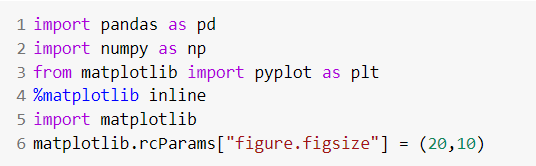 1 import pandas as pd
2 import numpy as np
3 from matplotlib import pyplot as plt
4 %matplotlib inline
5 import matplotlib
6 matplotlib.rcParams["figure.figsize"] = (20,10)